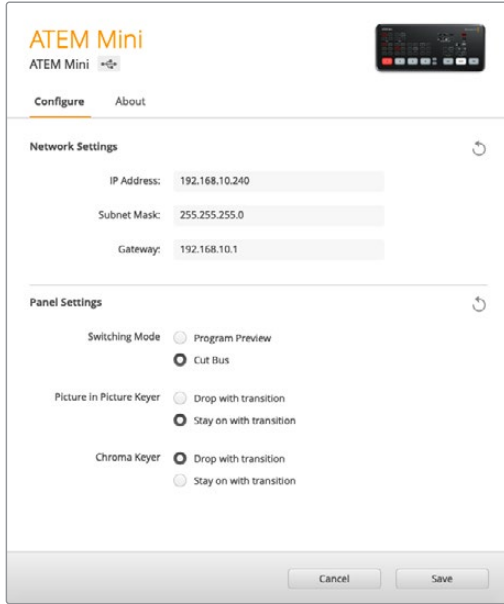 ATEM Mini
ATEM Mini
Configure About
Network Settings
IP Address: 192.168.10.240
Subnet Mask: 255.255.255.0
Gateway: 192.168.10.1
Panel Settings
Switching Mode Program Preview
Cut Bus
Picture in Picture Keyer Drop with transition
Stay on with transition
Chroma Keyer Drop with transition
Stay on with transition
Cancel Save